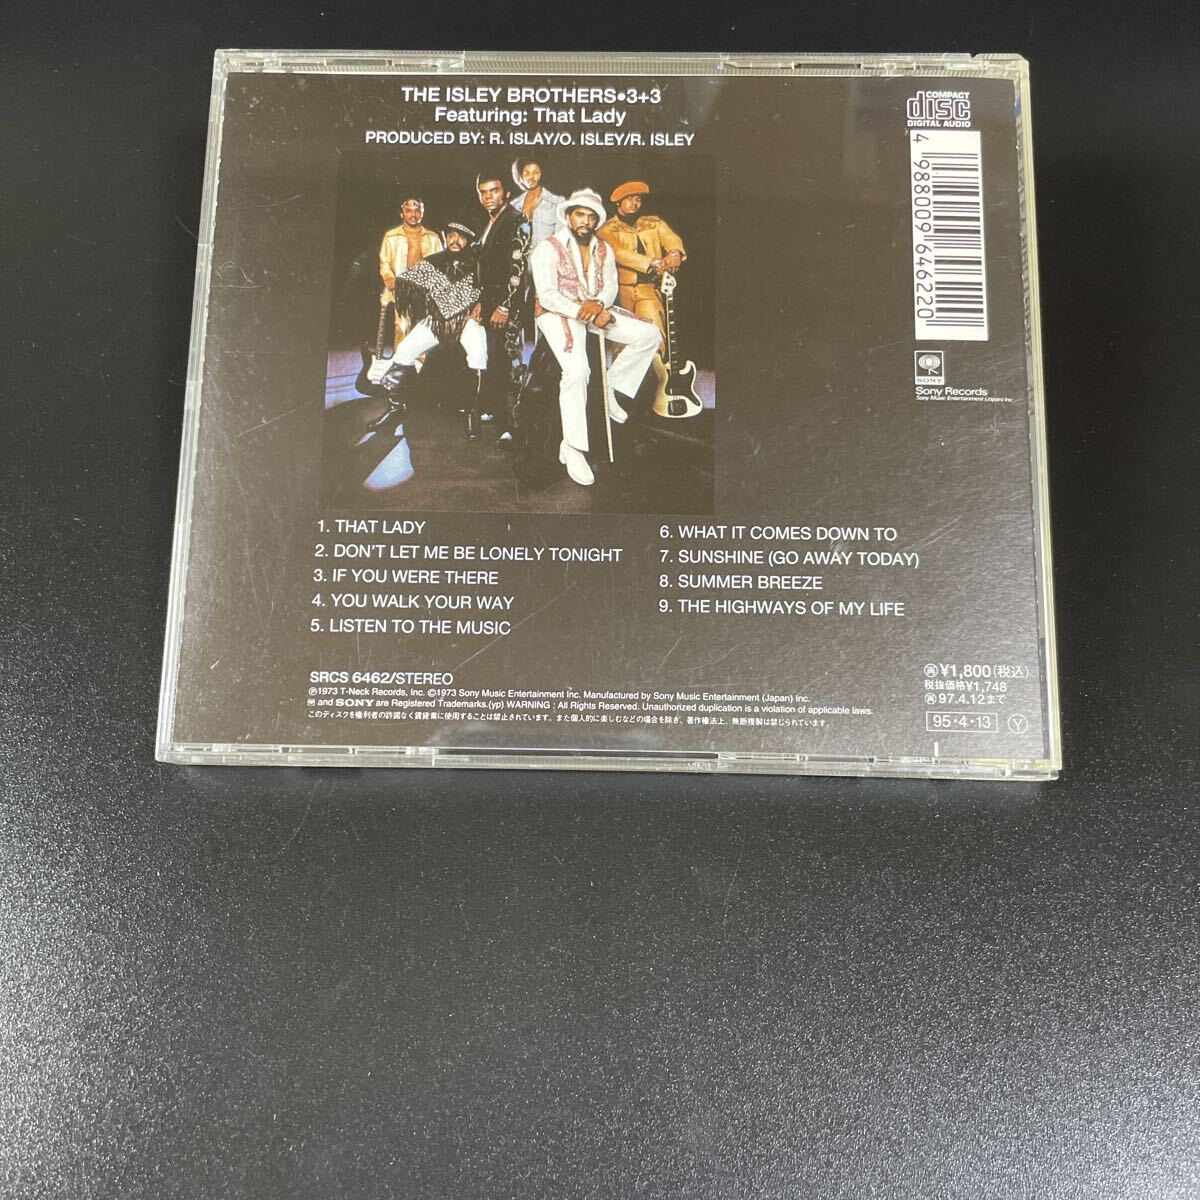 THE ISLEY BROTHERS•3+3
Featuring: That Lady
PRODUCED BY: R. ISLAY/O. ISLEY/R. ISLEY
COMPACT
disc
DIGITAL AUDIO
4 988009 646220
SONY
Sony Records
Sony Music Entertainment (Japan) Inc.
1. THAT LADY
2. DON'T LET ME BE LONELY TONIGHT
3. IF YOU WERE THERE
4. YOU WALK YOUR WAY
5. LISTEN TO THE MUSIC
6. WHAT IT COMES DOWN TO
7. SUNSHINE (GO AWAY TODAY)
8. SUMMER BREEZE
9. THE HIGHWAYS OF MY LIFE
SRCS 6462/STEREO
Ⓟ1973 T-Neck Records, Inc. ©1973 Sony Music Entertainment Inc. Manufactured by Sony Music Entertainment (Japan) Inc.
and SONY are Registered Trademarks.(yp) WARNING : All Rights Reserved. Unauthorized duplication is a violation of applicable laws.
このディスクを権利者の許諾なく賃貸業に使用することは禁止されています。また個人的に楽しむなどの場合を除き、著作権法上、無断複製は禁じられています。
再¥1,800(税込)
税抜価格¥1,748
再97.4.12まで
95・4・13 Y